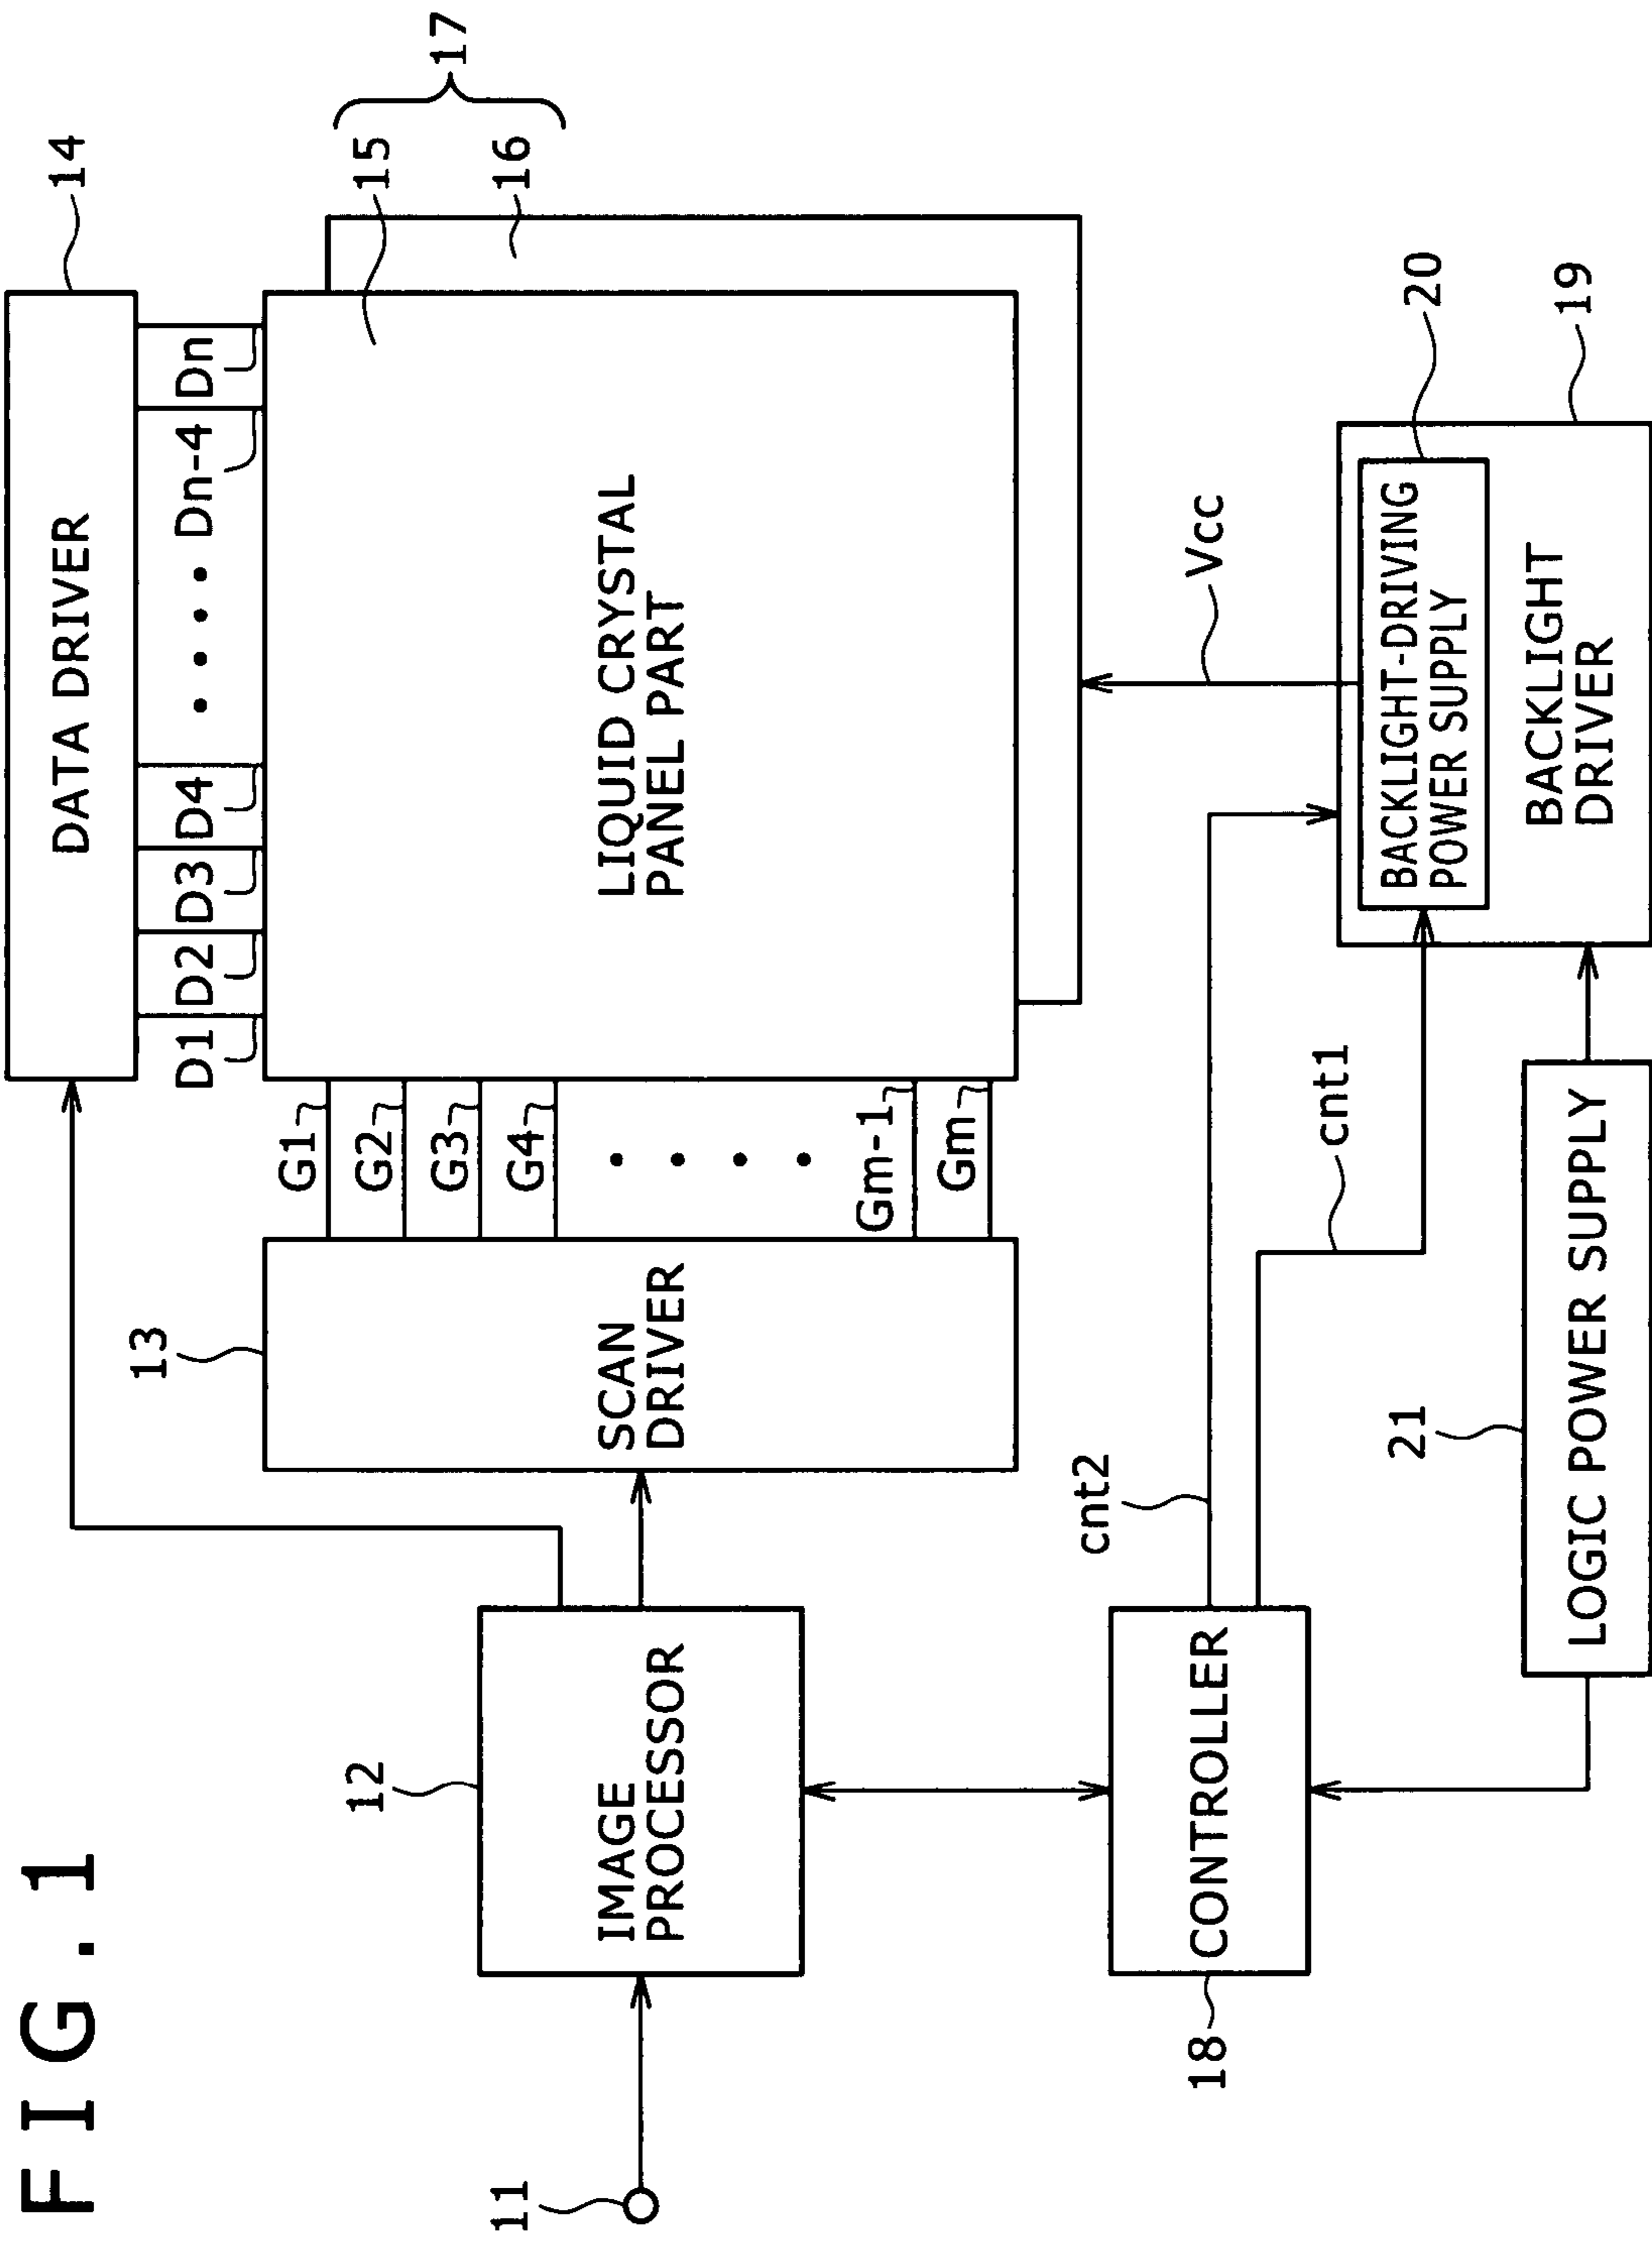 FIG. 1
14
DATA DRIVER
D1
D2
D3
D4
Dn-4
Dn
17
15
16
13
SCAN
DRIVER
G1
G2
G3
G4
Gm-1
Gm
LIQUID CRYSTAL
PANEL PART
11
12
IMAGE
PROCESSOR
18
CONTROLLER
cnt2
cnt1
Vcc
20
BACKLIGHT-DRIVING
POWER SUPPLY
19
BACKLIGHT
DRIVER
21
LOGIC POWER SUPPLY